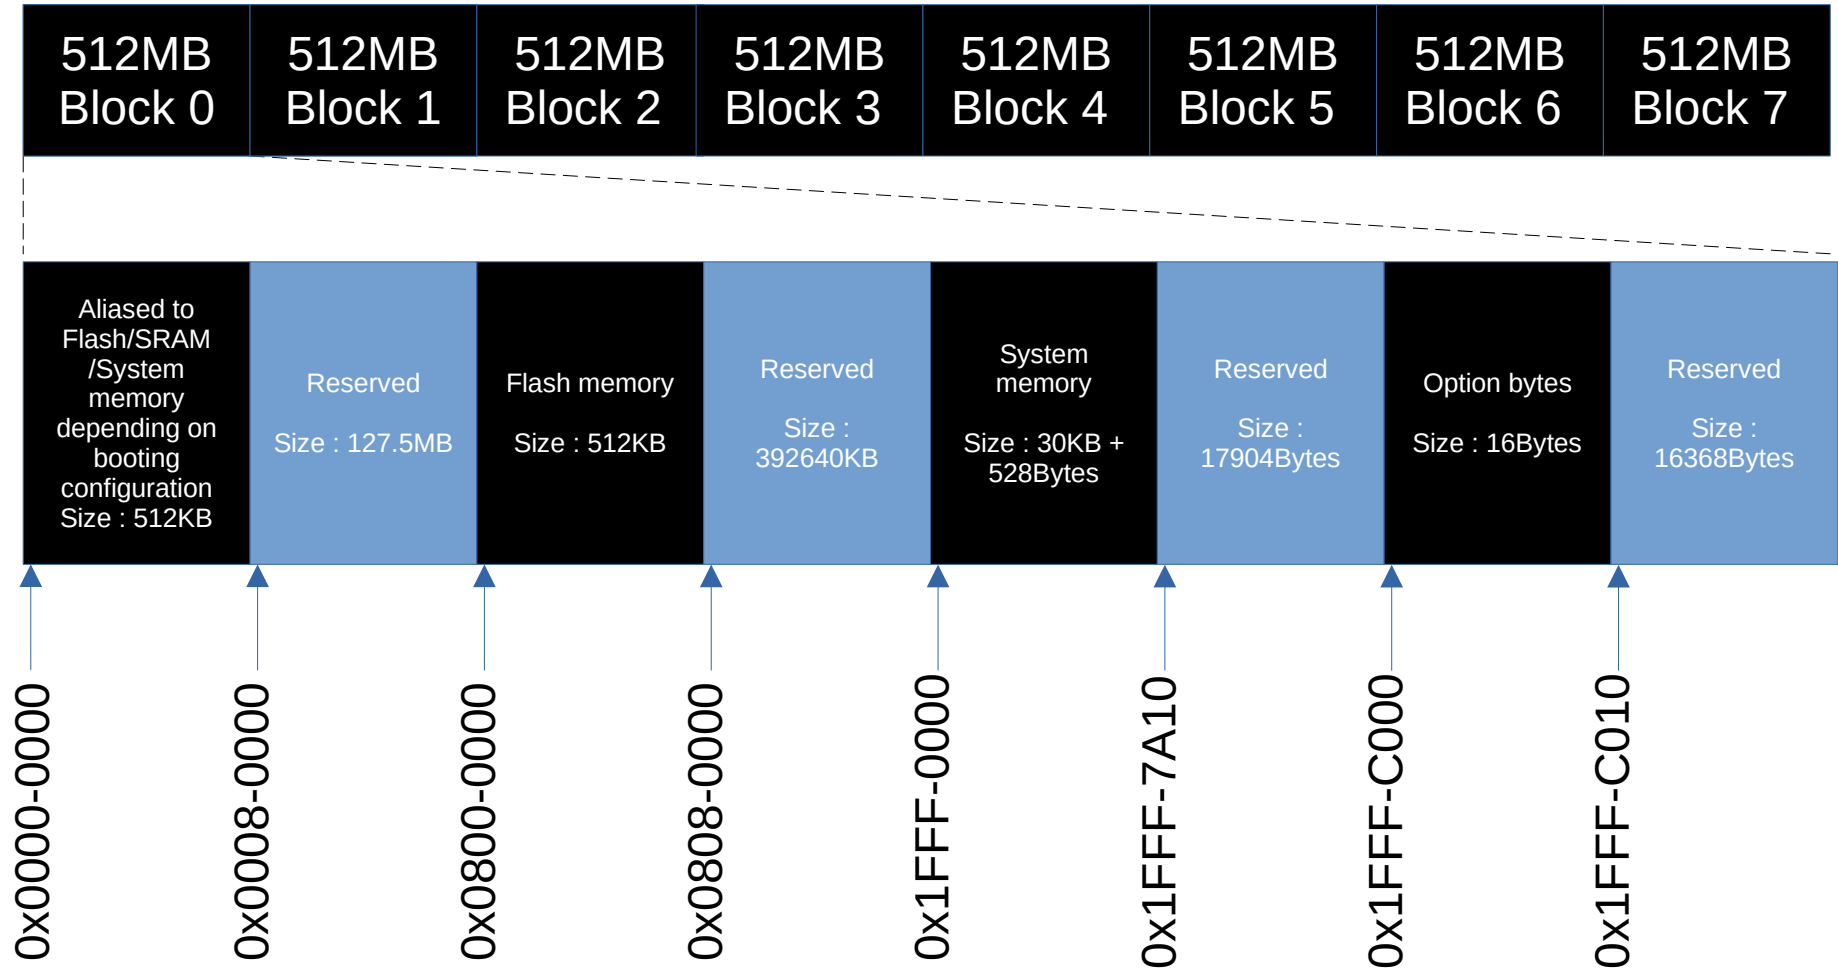 512MB
Block 0
512MB
Block 1
512MB
Block 2
512MB
Block 3
512MB
Block 4
512MB
Block 5
512MB
Block 6
512MB
Block 7
Aliased to
Flash/SRAM
/System
memory
depending on
booting
configuration
Size : 512KB
Reserved
Size : 127.5MB
Flash memory
Size : 512KB
Reserved
Size :
392640KB
System
memory
Size : 30KB +
528Bytes
Reserved
Size :
17904Bytes
Option bytes
Size : 16Bytes
Reserved
Size :
16368Bytes
0x0000-0000
0x0008-0000
0x0800-0000
0x0808-0000
0x1FFF-0000
0x1FFF-7A10
0x1FFF-C000
0x1FFF-C010